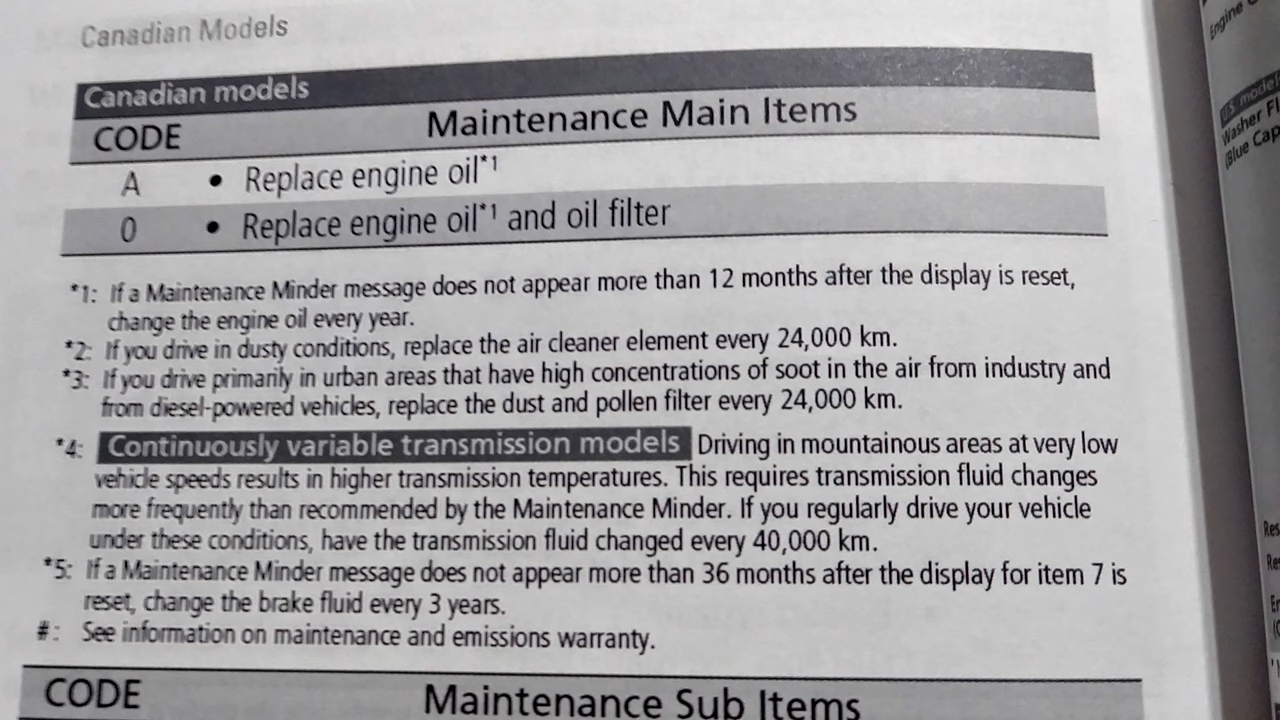 Canadian Models
Canadian models
CODE Maintenance Main Items
A • Replace engine oil*1
0 • Replace engine oil*1 and oil filter
*1: If a Maintenance Minder message does not appear more than 12 months after the display is reset,
change the engine oil every year.
*2: If you drive in dusty conditions, replace the air cleaner element every 24,000 km.
*3: If you drive primarily in urban areas that have high concentrations of soot in the air from industry and
from diesel-powered vehicles, replace the dust and pollen filter every 24,000 km.
*4: Continuously variable transmission models Driving in mountainous areas at very low
vehicle speeds results in higher transmission temperatures. This requires transmission fluid changes
more frequently than recommended by the Maintenance Minder. If you regularly drive your vehicle
under these conditions, have the transmission fluid changed every 40,000 km.
*5: If a Maintenance Minder message does not appear more than 36 months after the display for item 7 is
reset, change the brake fluid every 3 years.
#: See information on maintenance and emissions warranty.
CODE Maintenance Sub Items
Engine
U.S. model
Washer
(Blue Cap